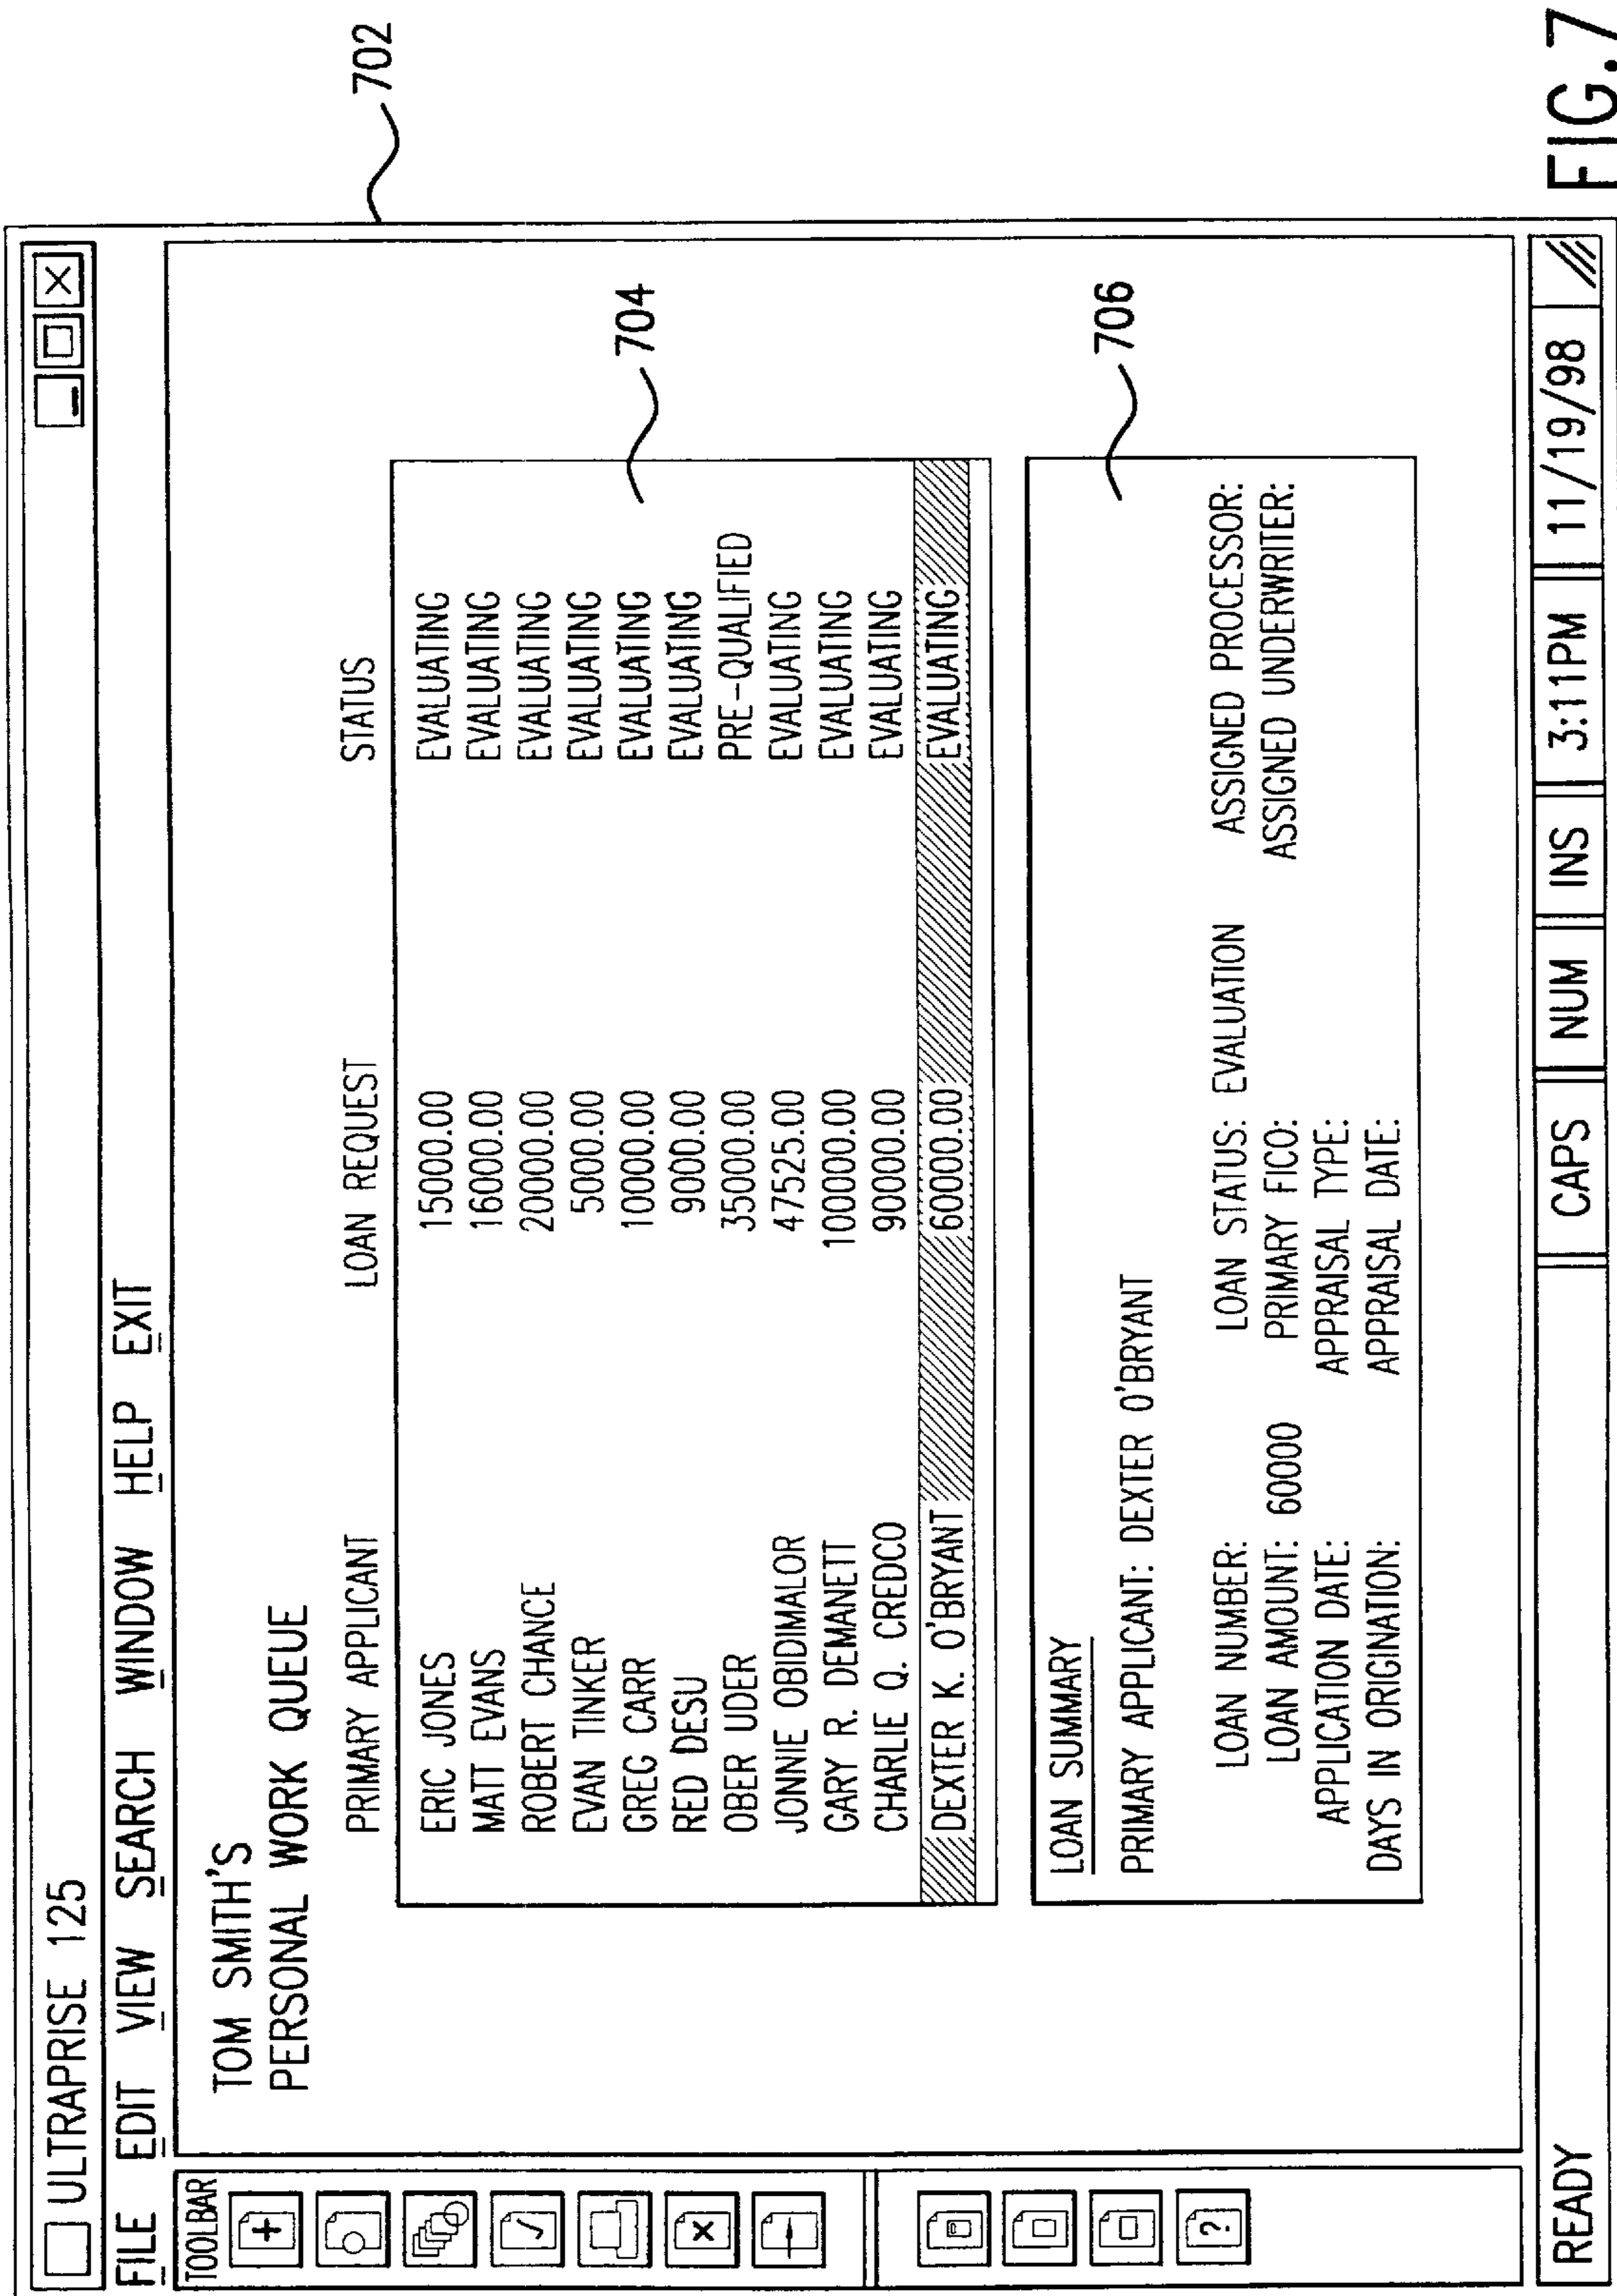 ULTRAPRISE 125
FILE EDIT VIEW SEARCH WINDOW HELP EXIT
TOOLBAR
TOM SMITH'S
PERSONAL WORK QUEUE
PRIMARY APPLICANT LOAN REQUEST STATUS
ERIC JONES 15000.00 EVALUATING
MATT EVANS 16000.00 EVALUATING
ROBERT CHANCE 20000.00 EVALUATING
EVAN TINKER 5000.00 EVALUATING
GREG CARR 10000.00 EVALUATING
RED DESU 9000.00 EVALUATING
OBER UDER 35000.00 PRE-QUALIFIED
JONNIE OBIDIMALOR 47525.00 EVALUATING
GARY R. DEMANETT 100000.00 EVALUATING
CHARLIE Q. CREDCO 90000.00 EVALUATING
DEXTER K. O'BRYANT 60000.00 EVALUATING
LOAN SUMMARY
PRIMARY APPLICANT: DEXTER O'BRYANT
LOAN NUMBER: LOAN STATUS: EVALUATION ASSIGNED PROCESSOR:
LOAN AMOUNT: 60000 PRIMARY FICO: ASSIGNED UNDERWRITER:
APPLICATION DATE: APPRAISAL TYPE:
DAYS IN ORIGINATION: APPRAISAL DATE:
?
READY CAPS NUM INS 3:11PM 11/19/98
702
704
706
FIG.7